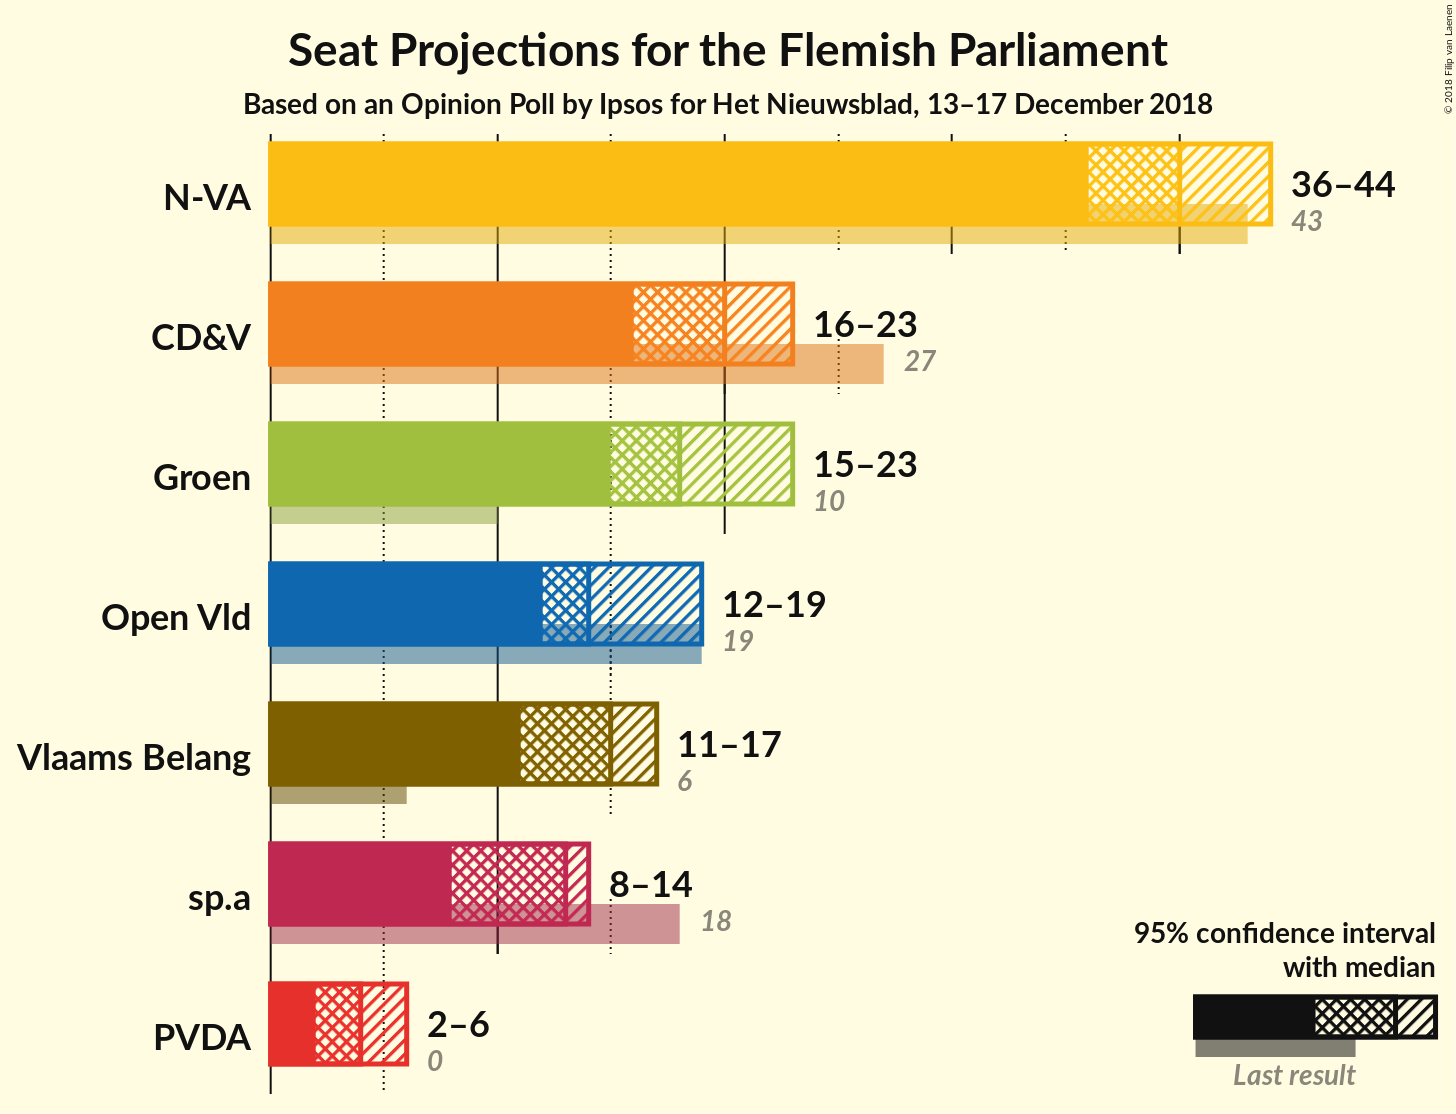 Seat Projections for the Flemish Parliament
Based on an Opinion Poll by Ipsos for Het Nieuwsblad, 13–17 December 2018
© 2018 Filip van Laenen
N-VA
36–44
43
CD&V
16–23
27
Groen
15–23
10
Open Vld
12–19
19
Vlaams Belang
11–17
6
sp.a
8–14
18
PVDA
2–6
0
95% confidence interval
with median
Last result